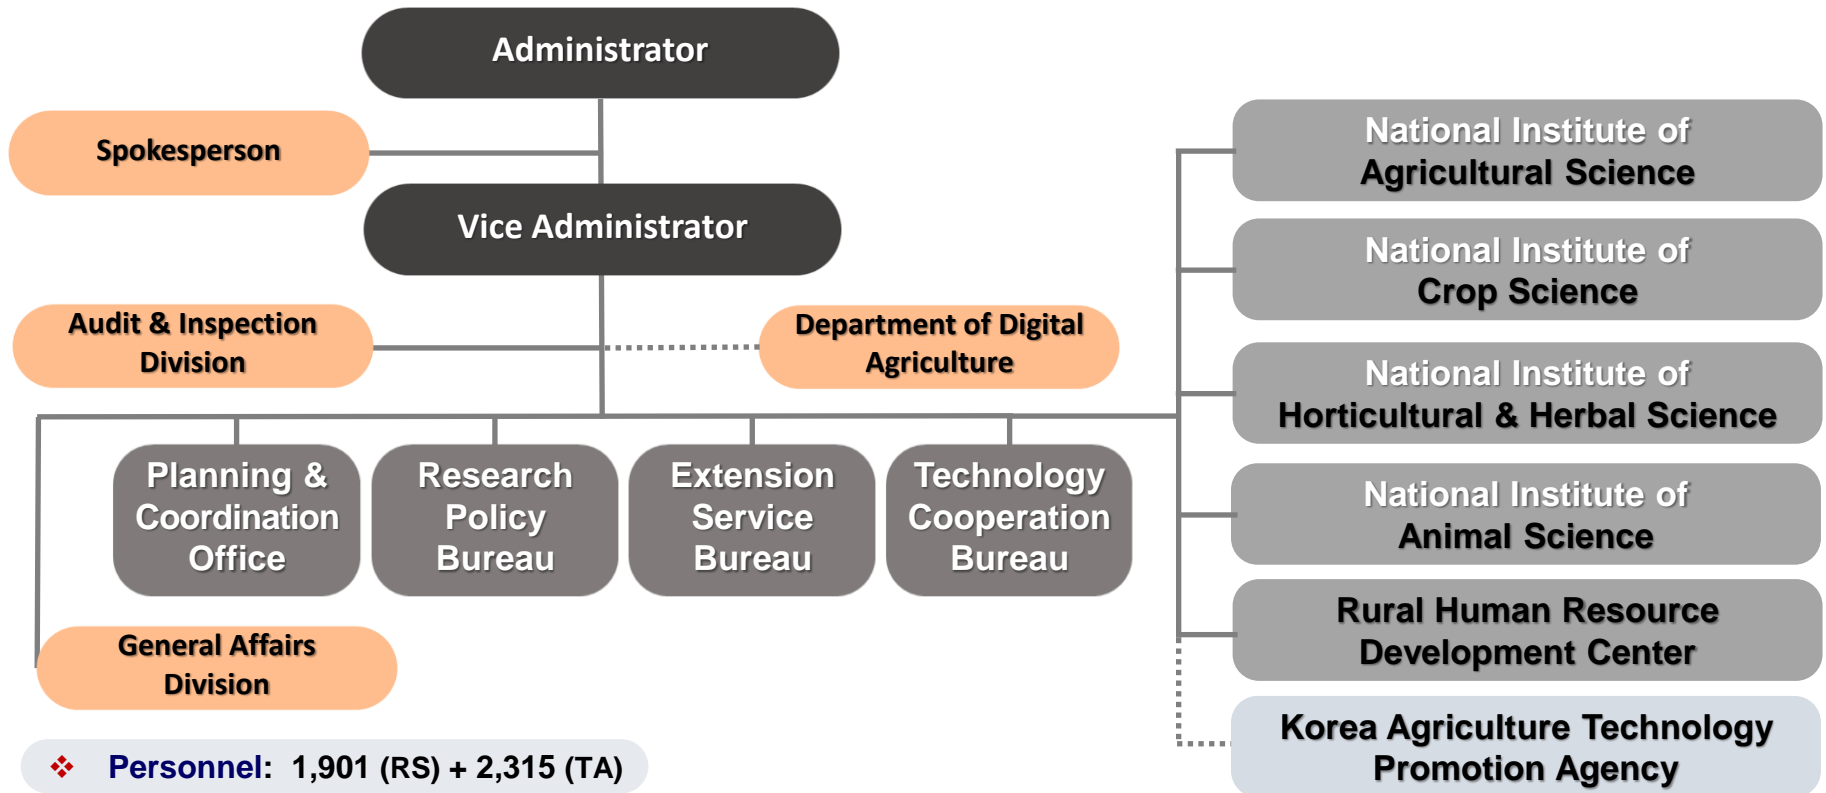 Administrator
Spokesperson
Vice Administrator
Audit & Inspection
Division
Department of Digital
Agriculture
Planning &
Coordination
Office
Research
Policy
Bureau
Extension
Service
Bureau
Technology
Cooperation
Bureau
General Affairs
Division
❖ Personnel: 1,901 (RS) + 2,315 (TA)
National Institute of
Agricultural Science
National Institute of
Crop Science
National Institute of
Horticultural & Herbal Science
National Institute of
Animal Science
Rural Human Resource
Development Center
Korea Agriculture Technology
Promotion Agency